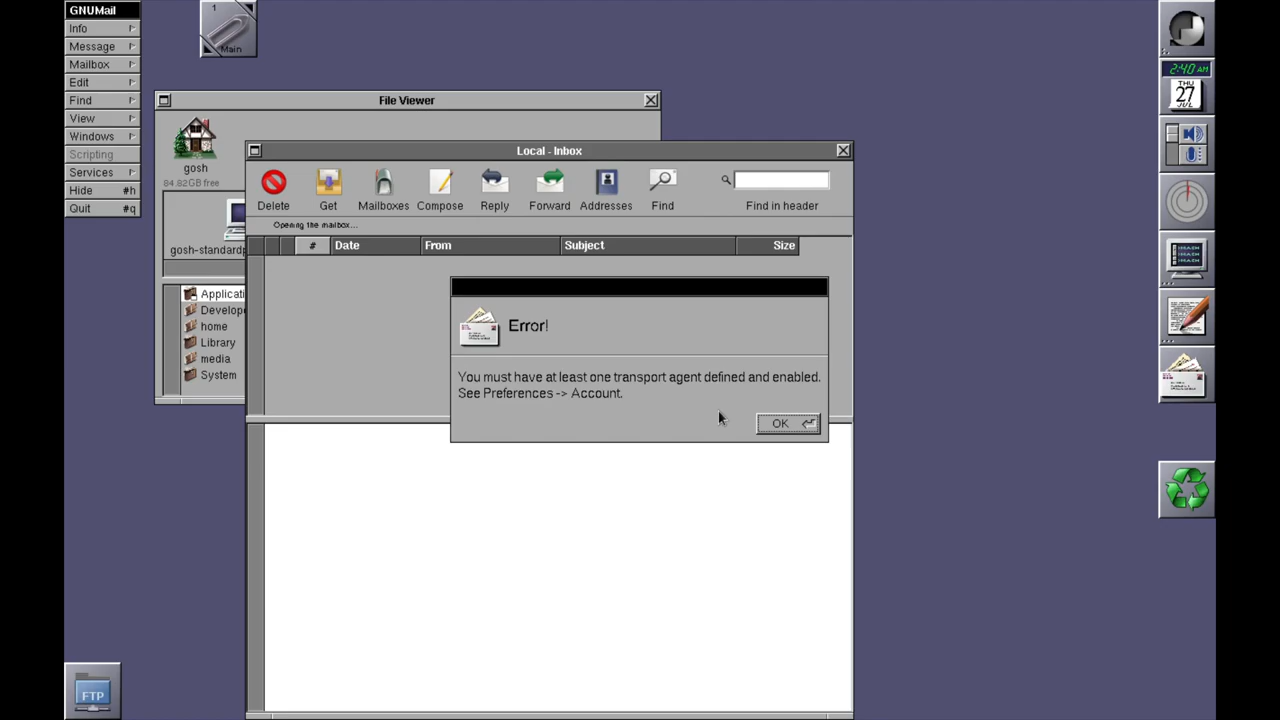 GNUMail
Info
Message
Mailbox
Edit
Find
View
Windows
Scripting
Services
Hide #h
Quit #q
1
Main
File Viewer
gosh
84.82GB free
gosh-standardp
Applicati
Develope
home
Library
media
System
Local - Inbox
Delete
Get
Mailboxes
Compose
Reply
Forward
Addresses
Find
Find in header
Opening the mailbox...
# Date From Subject Size
Error!
You must have at least one transport agent defined and enabled.
See Preferences -> Account.
OK
2:40 AM
THU
27
JUL
FTP